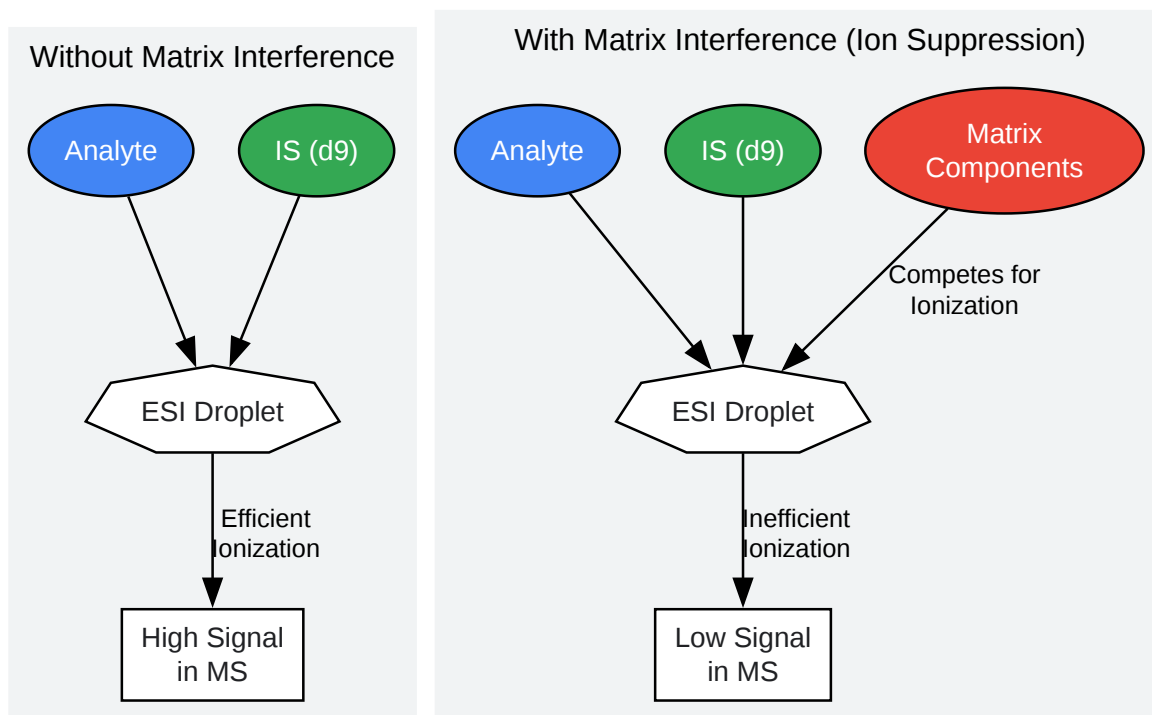 Without Matrix Interference
Analyte
IS (d9)
ESI Droplet
Efficient
Ionization
High Signal
in MS
With Matrix Interference (Ion Suppression)
Analyte
IS (d9)
Matrix
Components
Competes for
Ionization
ESI Droplet
Inefficient
Ionization
Low Signal
in MS